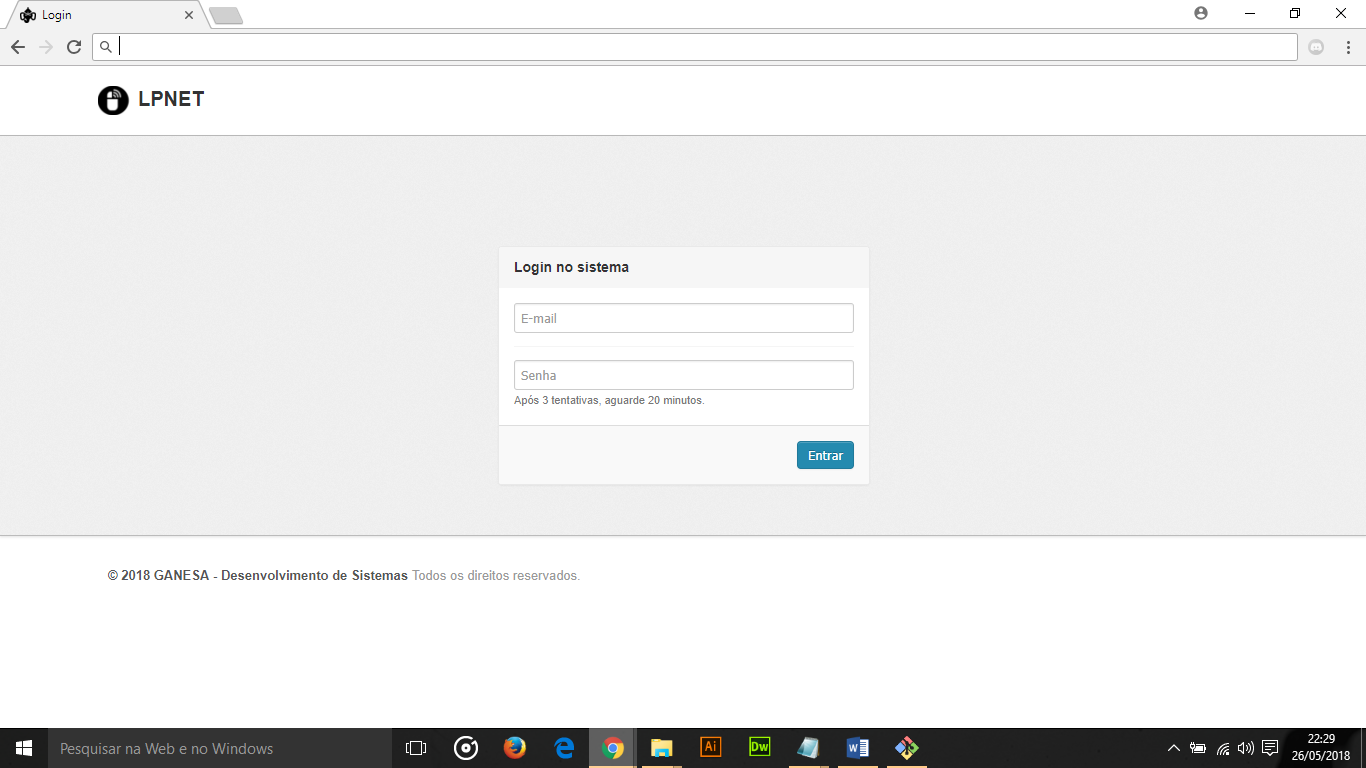 Login
LPNET
Login no sistema
E-mail
Senha
Após 3 tentativas, aguarde 20 minutos.
Entrar
© 2018 GANESA - Desenvolvimento de Sistemas Todos os direitos reservados.
Pesquisar na Web e no Windows
Ai
Dw
W
22:29
26/05/2018